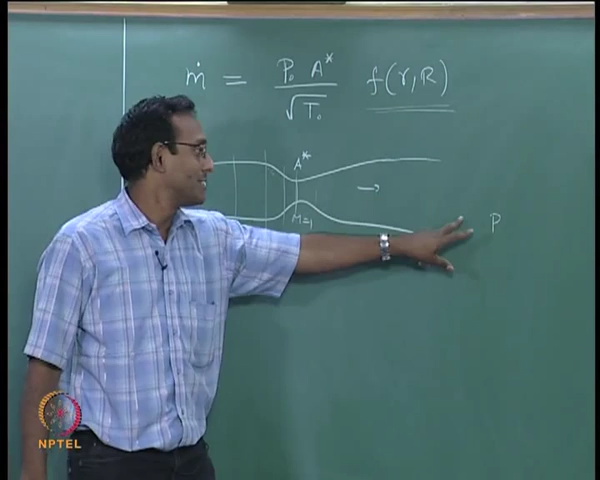 ṁ = P₀ A* / √T₀ f(γ, R)
A*
M=1
P
NPTEL